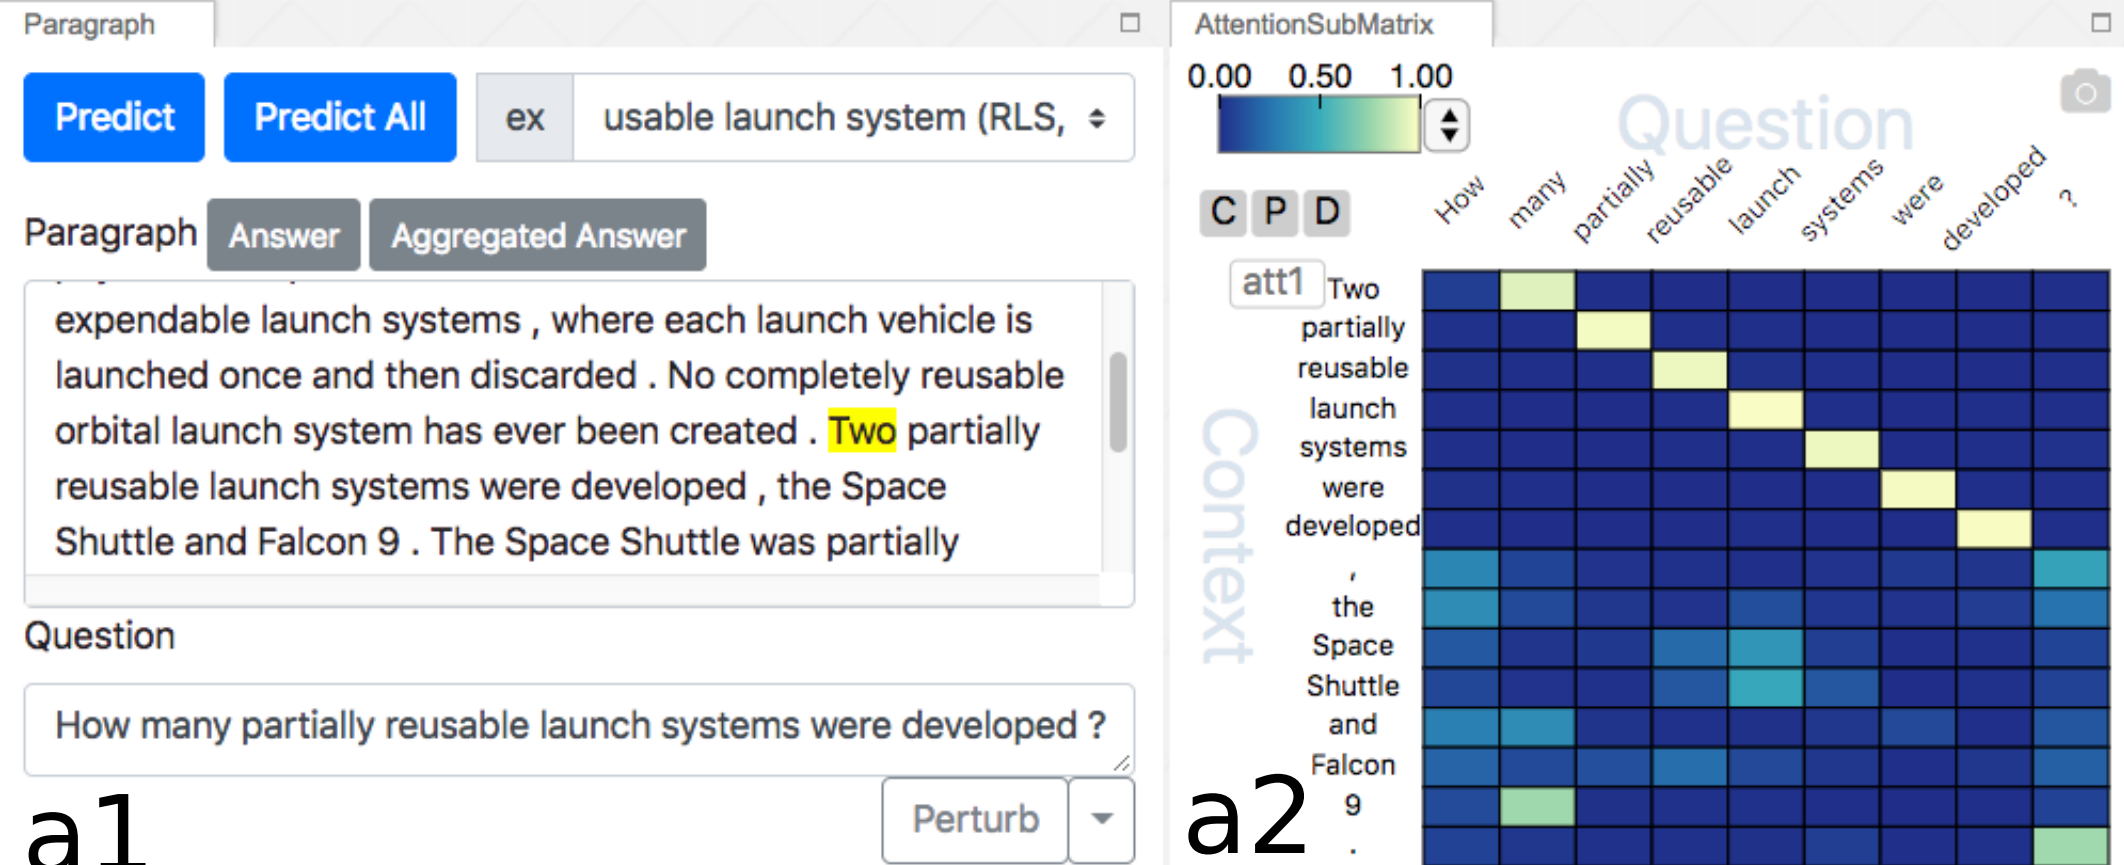 Paragraph
Predict
Predict All
ex
usable launch system (RLS,
Paragraph
Answer
Aggregated Answer
expendable launch systems , where each launch vehicle is
launched once and then discarded . No completely reusable
orbital launch system has ever been created . Two partially
reusable launch systems were developed , the Space
Shuttle and Falcon 9 . The Space Shuttle was partially
Question
How many partially reusable launch systems were developed ?
Perturb
a1
AttentionSubMatrix
0.00 0.50 1.00
Question
C P D
How many partially reusable launch systems were developed ?
att1
Context
Two
partially
reusable
launch
systems
were
developed
,
the
Space
Shuttle
and
Falcon
9
.
a2